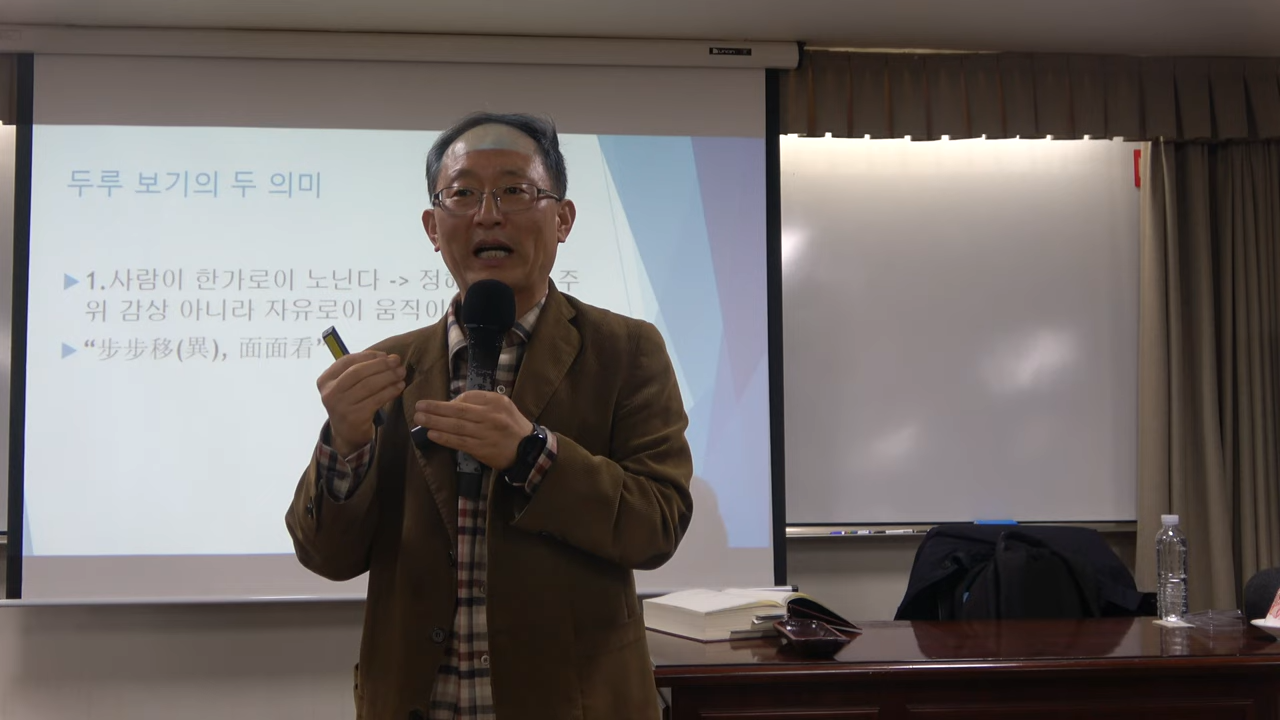 두루 보기의 두 의미
1.사람이 한가로이 노닌다 -> 정 주
위 감상 아니라 자유로이 움직이
“步步移(異), 面面看”